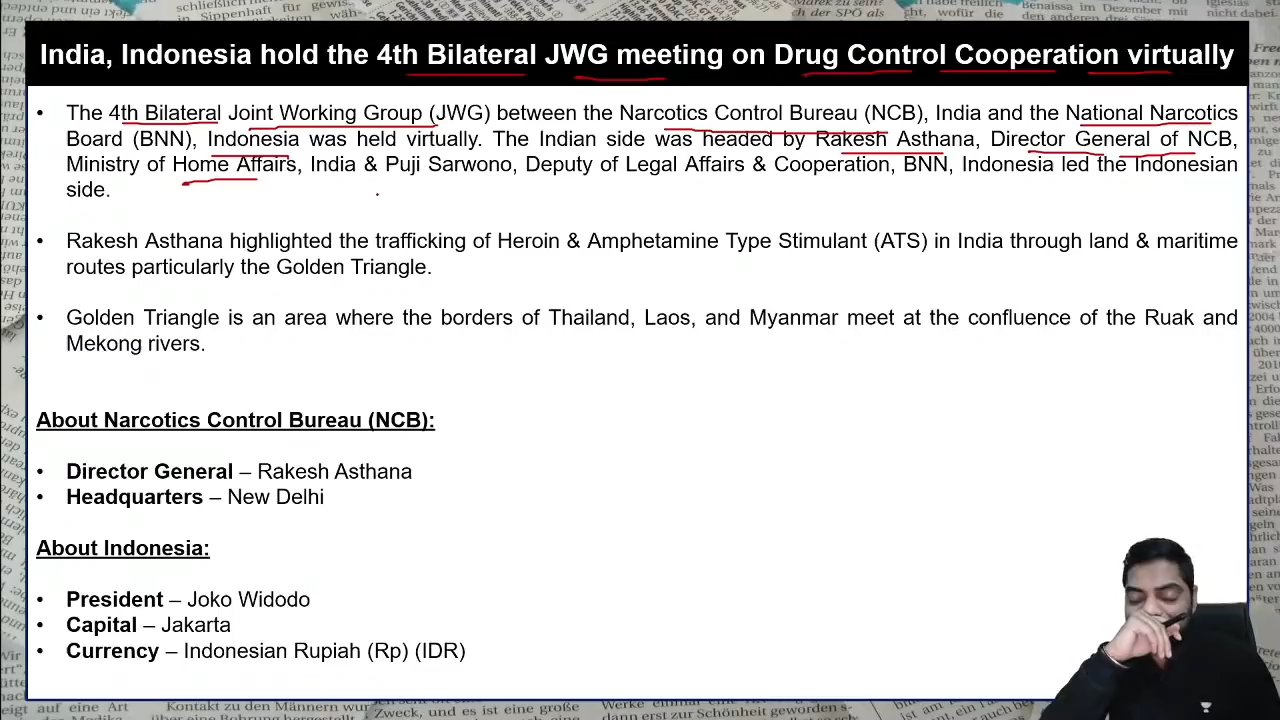 India, Indonesia hold the 4th Bilateral JWG meeting on Drug Control Cooperation virtually
• The 4th Bilateral Joint Working Group (JWG) between the Narcotics Control Bureau (NCB), India and the National Narcotics
Board (BNN), Indonesia was held virtually. The Indian side was headed by Rakesh Asthana, Director General of NCB,
Ministry of Home Affairs, India & Puji Sarwono, Deputy of Legal Affairs & Cooperation, BNN, Indonesia led the Indonesian
side.
• Rakesh Asthana highlighted the trafficking of Heroin & Amphetamine Type Stimulant (ATS) in India through land & maritime
routes particularly the Golden Triangle.
• Golden Triangle is an area where the borders of Thailand, Laos, and Myanmar meet at the confluence of the Ruak and
Mekong rivers.
About Narcotics Control Bureau (NCB):
• Director General – Rakesh Asthana
• Headquarters – New Delhi
About Indonesia:
• President – Joko Widodo
• Capital – Jakarta
• Currency – Indonesian Rupiah (Rp) (IDR)